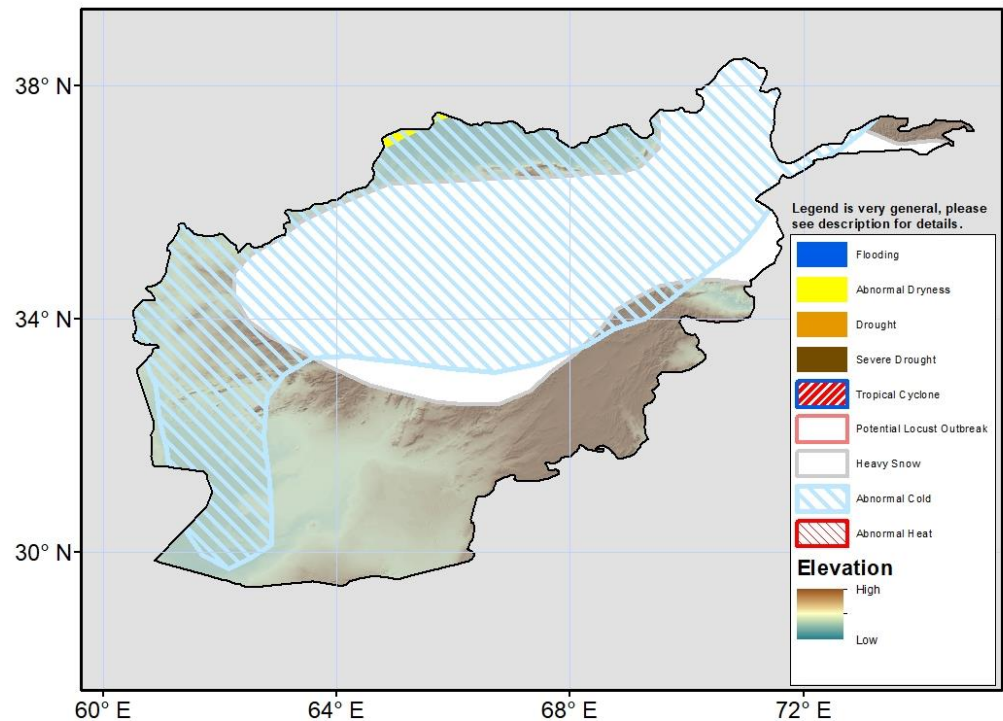 38° N
34° N
30° N
60° E
64° E
68° E
72° E
Legend is very general, please
see description for details.
Flooding
Abnormal Dryness
Drought
Severe Drought
Tropical Cyclone
Potential Locust Outbreak
Heavy Snow
Abnormal Cold
Abnormal Heat
Elevation
High
Low